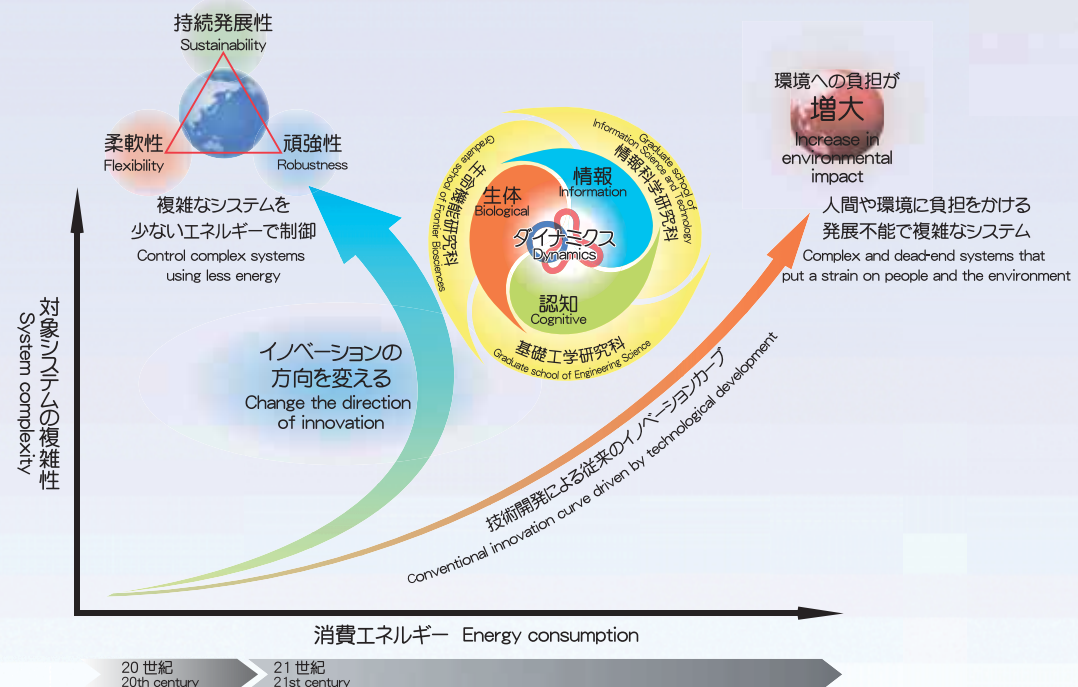 持続発展性
Sustainability
柔軟性
Flexibility
頑強性
Robustness
複雑なシステムを
少ないエネルギーで制御
Control complex systems
using less energy
イノベーションの
方向を変える
Change the direction
of innovation
Graduate school of Frontier Biosciences
生命機能研究科
Graduate school of
Information Science and Technology
情報科学研究科
生体
Biological
情報
Information
ダイナミクス
Dynamics
認知
Cognitive
基礎工学研究科
Graduate school of Engineering Science
環境への負担が
増大
Increase in
environmental
impact
人間や環境に負担をかける
発展不能で複雑なシステム
Complex and dead-end systems that
put a strain on people and the environment
技術開発による従来のイノベーションカーブ
Conventional innovation curve driven by technological development
対象システムの複雑性
System complexity
消費エネルギー Energy consumption
20 世紀
20th century
21 世紀
21st century